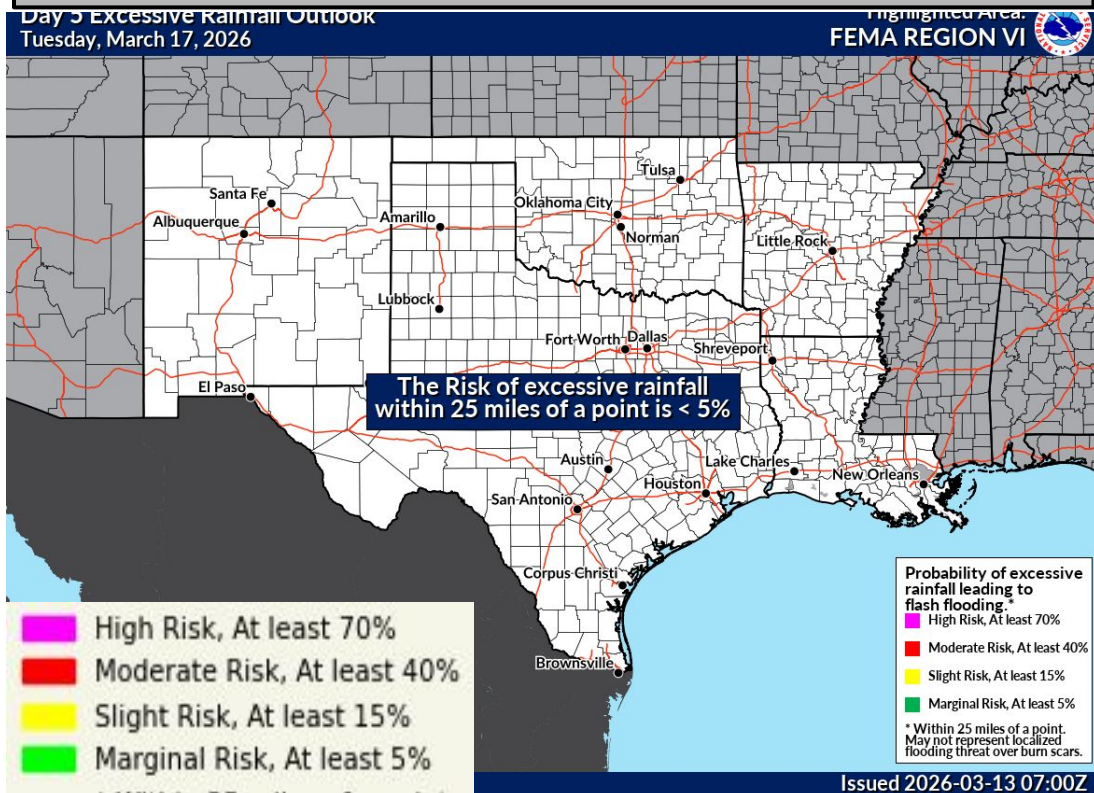 Day 5 Excessive Rainfall Outlook
Tuesday, March 17, 2026
Highlighted Area:
FEMA REGION VI
NATIONAL
SERVICE
Tulsa
Santa Fe
Oklahoma City
Albuquerque
Amarillo
Norman
Little Rock
Lubbock
Fort Worth
Dallas
Shreveport
El Paso
The Risk of excessive rainfall
within 25 miles of a point is < 5%
Austin
Lake Charles
New Orleans
Houston
San Antonio
Corpus Christi
Brownsville
Probability of excessive
rainfall leading to
flash flooding.*
High Risk, At least 70%
Moderate Risk, At least 40%
Slight Risk, At least 15%
Marginal Risk, At least 5%
* Within 25 miles of a point.
May not represent localized
flooding threat over burn scars.
High Risk, At least 70%
Moderate Risk, At least 40%
Slight Risk, At least 15%
Marginal Risk, At least 5%
Issued 2026-03-13 07:00Z